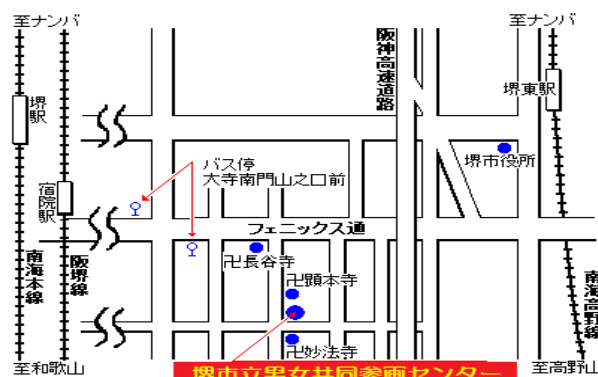 至ナンバ
至ナンバ
阪神高速道路
堺東駅
堺駅
堺市役所
バス停
大寺南門山之口前
宿院駅
フェニックス通
卍長谷寺
南海本線
阪堺線
卍顕本寺
南海高野線
卍妙法寺
至和歌山
堺市立男女共同参画センター
至高野山